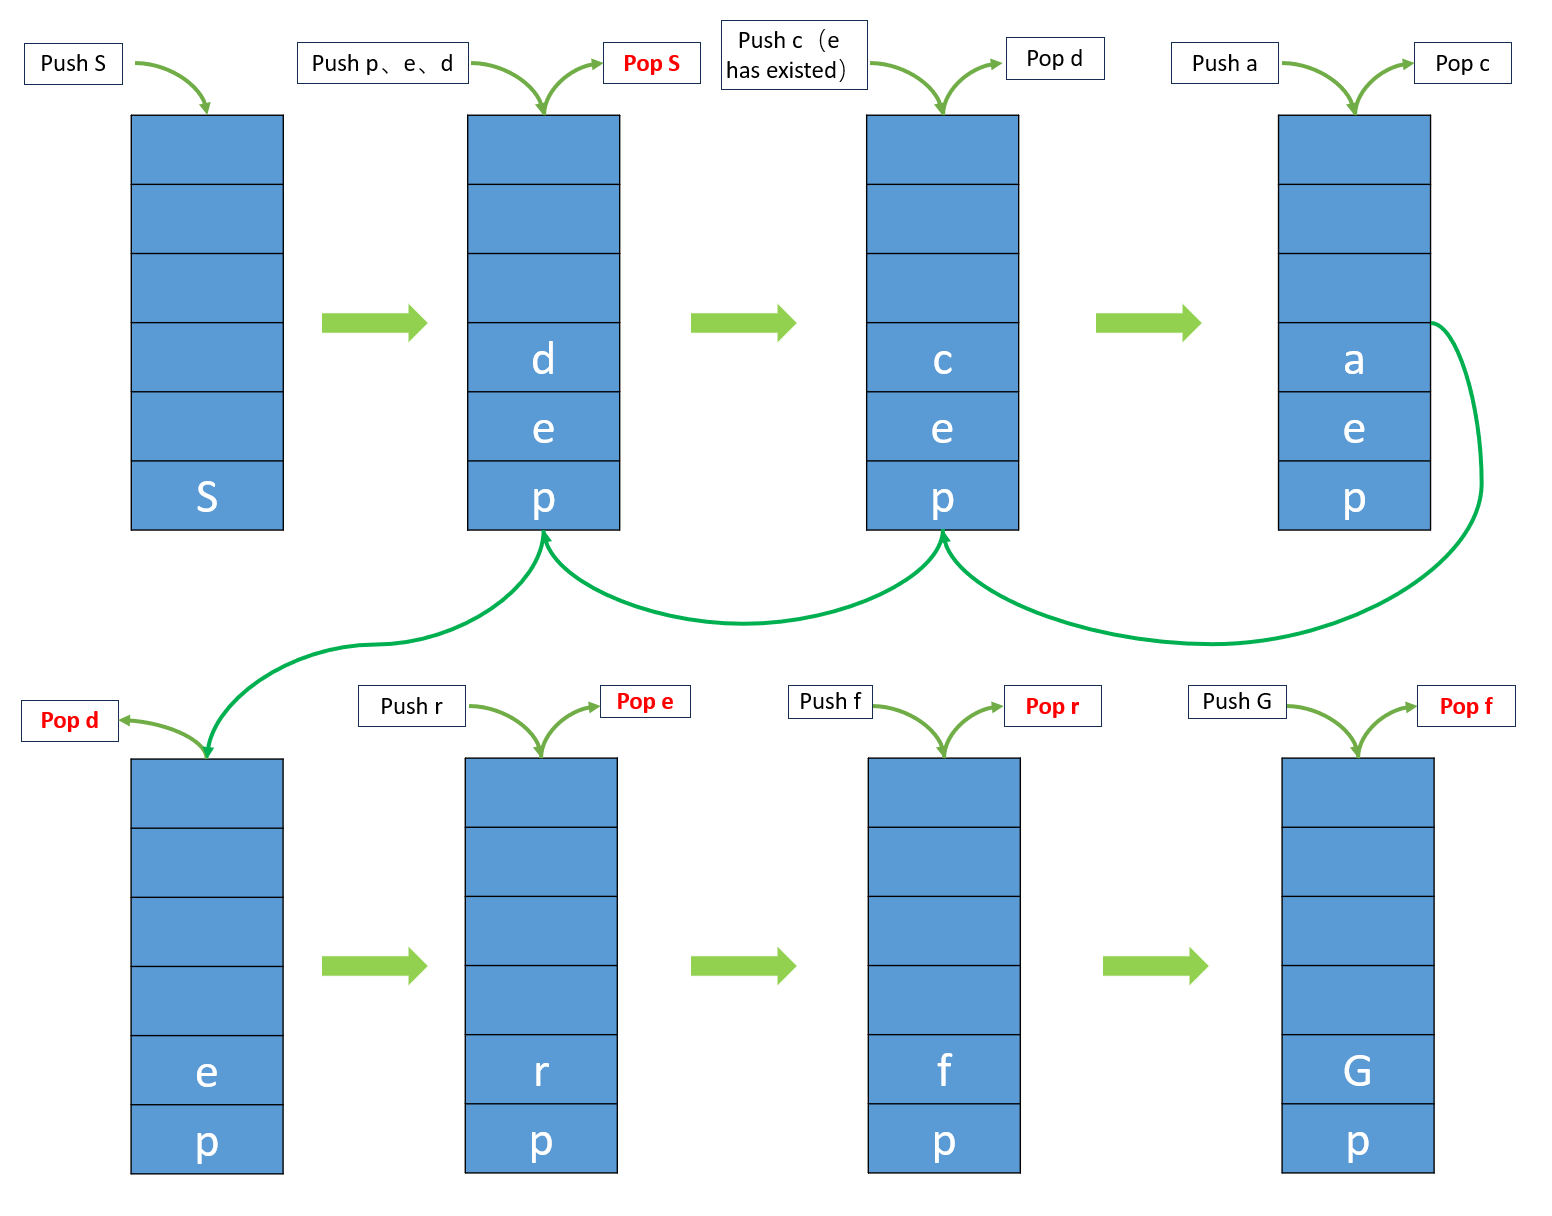 Push S
Push p、e、d
Pop S
Push c（e
has existed）
Pop d
Push a
Pop c
S
d
e
p
c
e
p
a
e
p
Pop d
Push r
Pop e
Push f
Pop r
Push G
Pop f
e
p
r
p
f
p
G
p